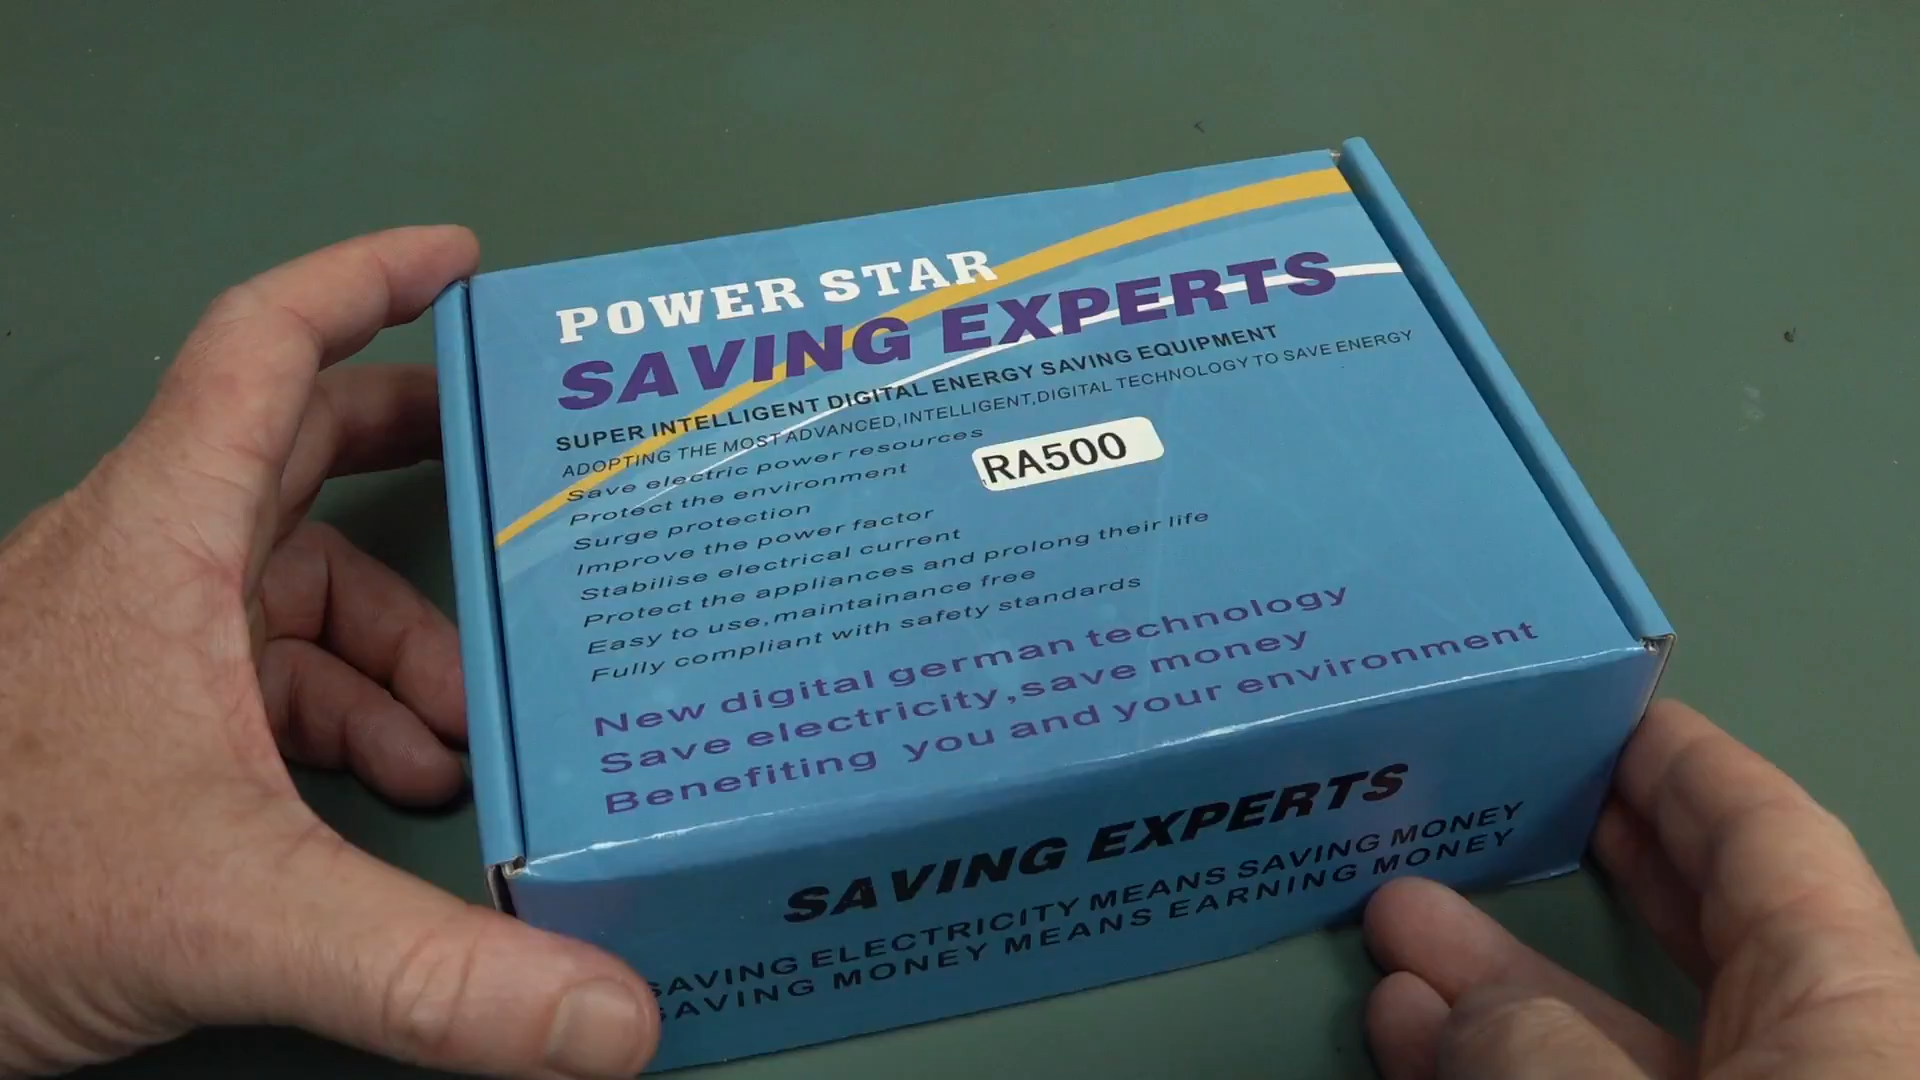 POWER STAR
SAVING EXPERTS
SUPER INTELLIGENT DIGITAL ENERGY SAVING EQUIPMENT
ADOPTING THE MOST ADVANCED,INTELLIGENT,DIGITAL TECHNOLOGY TO SAVE ENERGY
Save electric power resources
Protect the environment
RA500
Surge protection
Improve the power factor
Stabilise electrical current
Protect the appliances and prolong their life
Easy to use,maintainance free
Fully compliant with safety standards
New digital german technology
Save electricity,save money
Benefiting you and your environment
SAVING EXPERTS
SAVING ELECTRICITY MEANS SAVING MONEY
SAVING MONEY MEANS EARNING MONEY